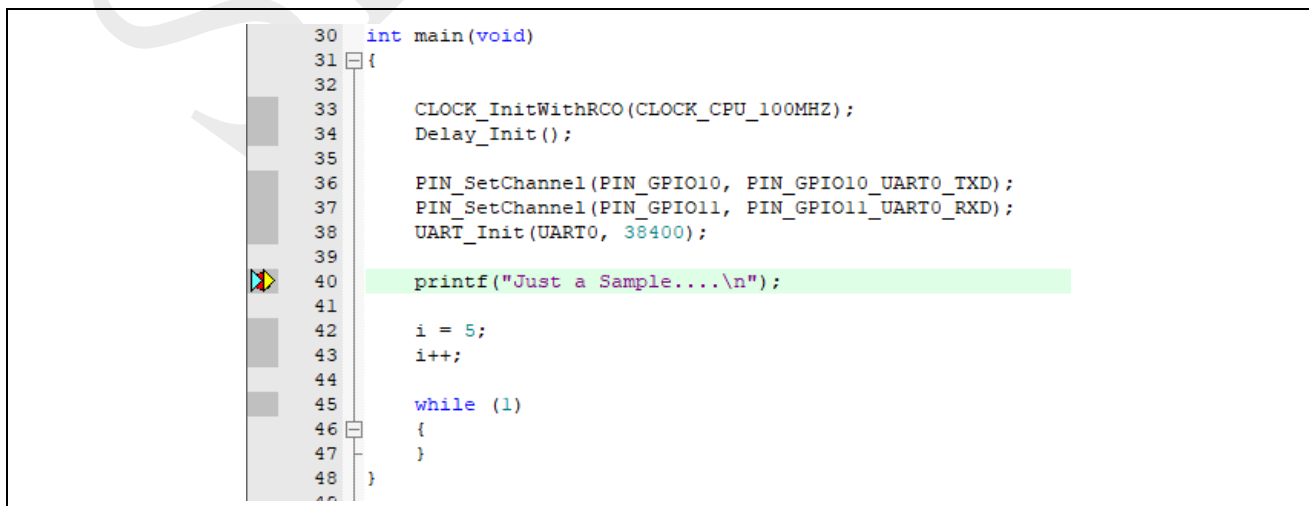 30 int main(void)
31 {
32
33 CLOCK_InitWithRCO(CLOCK_CPU_100MHZ);
34 Delay_Init();
35
36 PIN_SetChannel(PIN_GPIO10, PIN_GPIO10_UART0_TXD);
37 PIN_SetChannel(PIN_GPIO11, PIN_GPIO11_UART0_RXD);
38 UART_Init(UART0, 38400);
39
40 printf("Just a Sample....\n");
41
42 i = 5;
43 i++;
44
45 while (1)
46 {
47 }
48 }